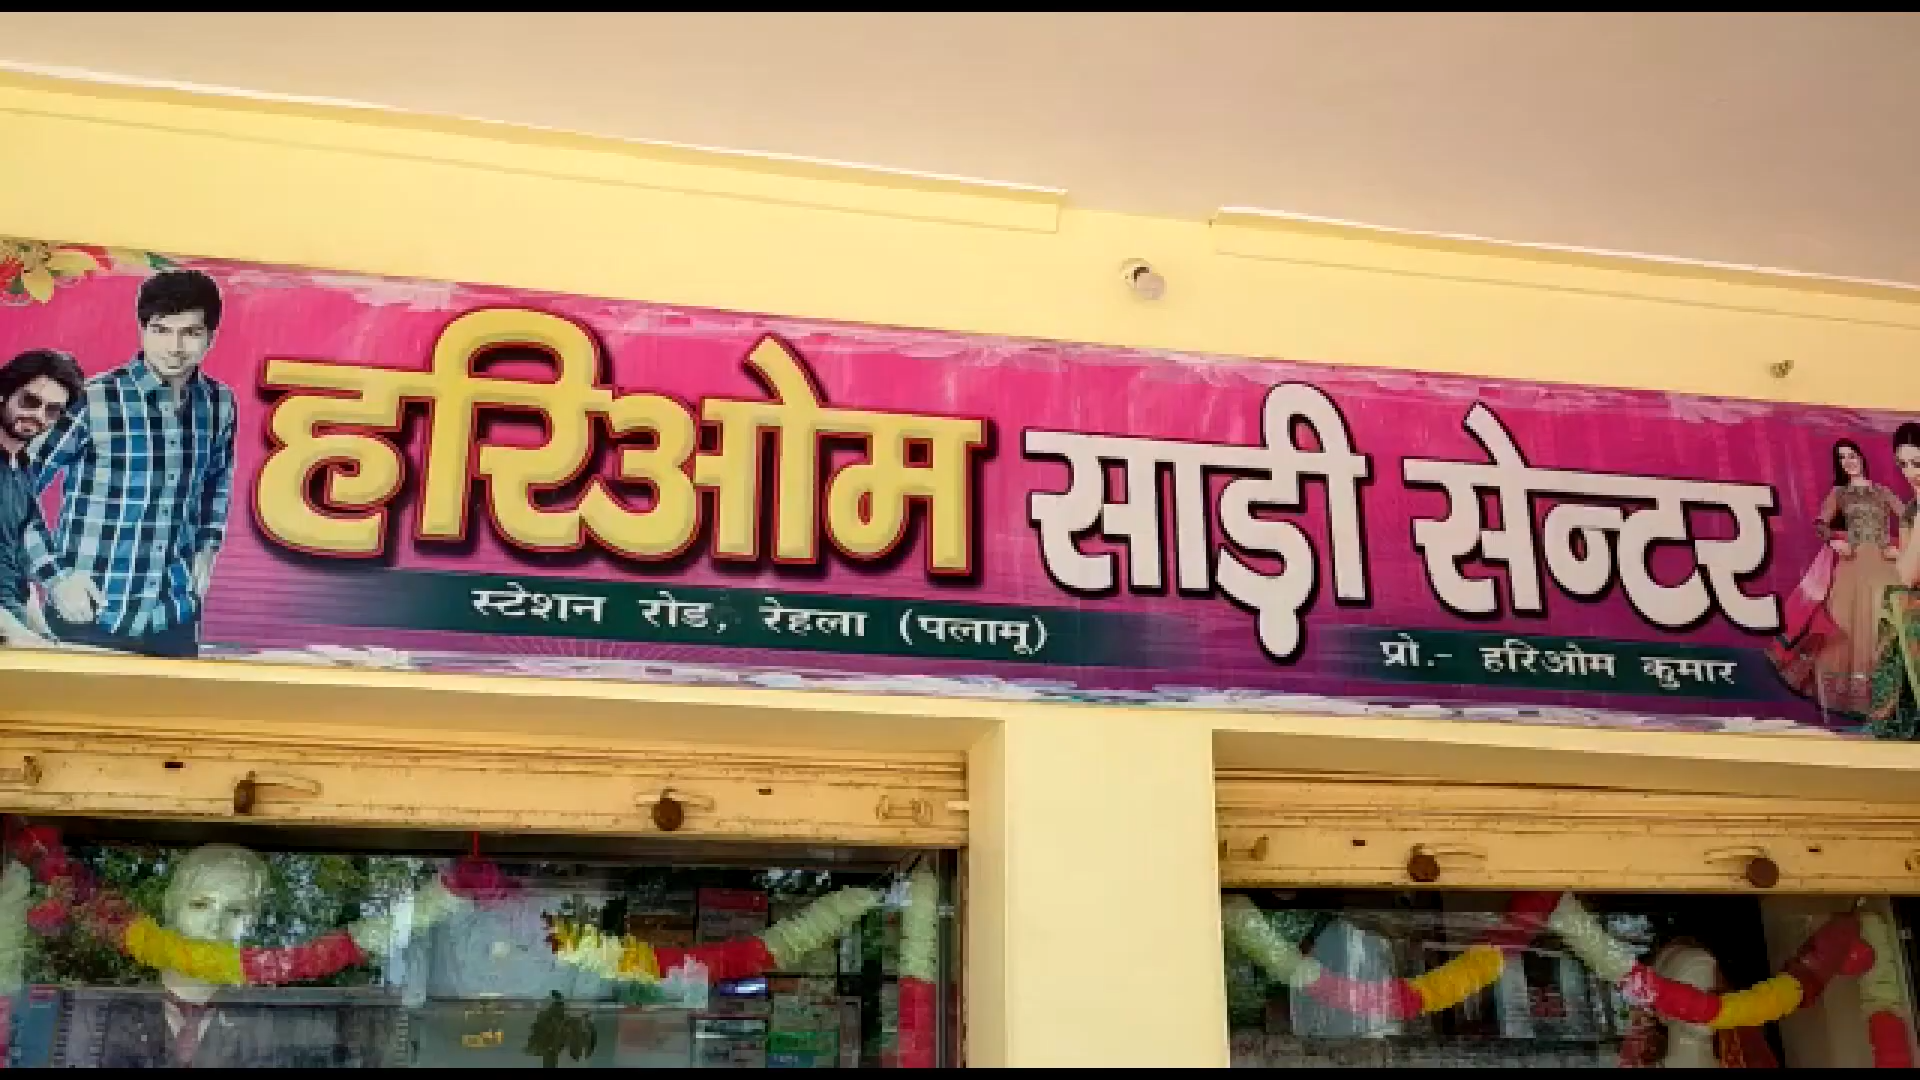 हरिओम साड़ी सेन्टर
स्टेशन रोड, रेहला (पलामू)
प्रो.- हरिओम कुमार